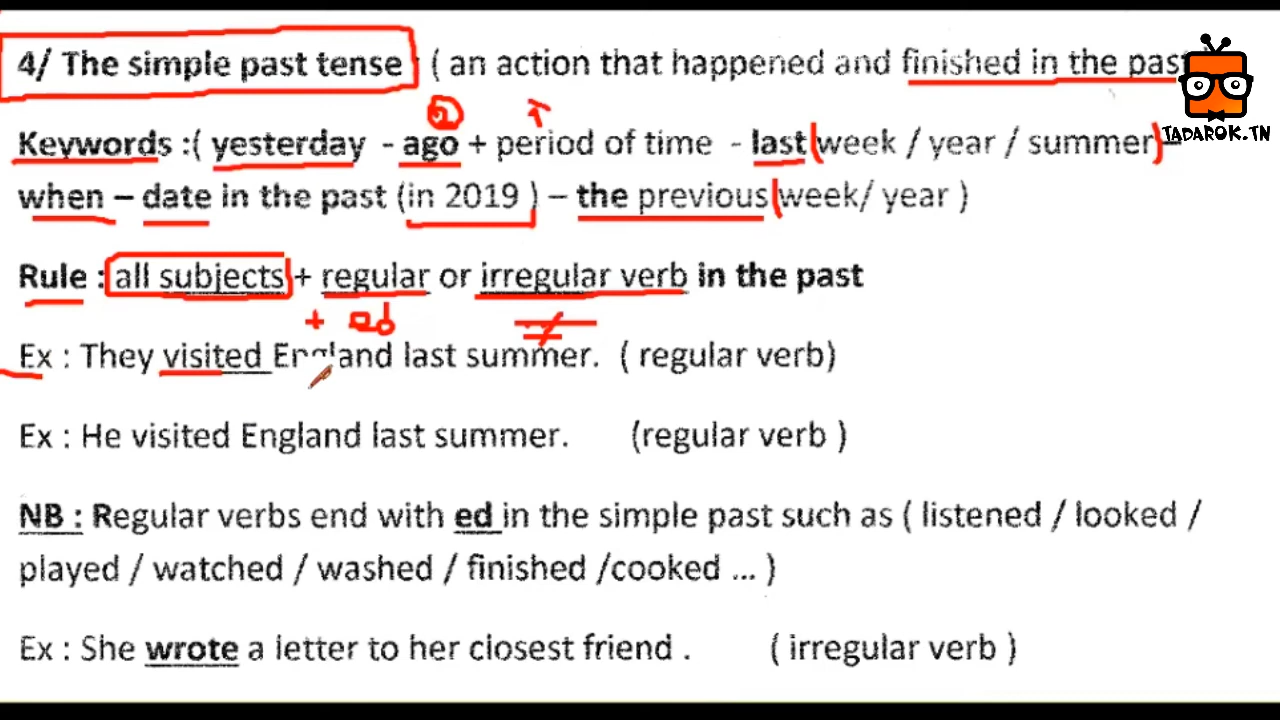 4/ The simple past tense ( an action that happened and finished in the past
TADAROK.TN
Keywords :( yesterday - ago + period of time - last week / year / summer –
when – date in the past (in 2019 ) – the previous week/ year )
Rule : all subjects + regular or irregular verb in the past
+ ed
Ex : They visited England last summer. ( regular verb)
Ex : He visited England last summer. (regular verb )
NB : Regular verbs end with ed in the simple past such as ( listened / looked /
played / watched / washed / finished /cooked ... )
Ex : She wrote a letter to her closest friend . ( irregular verb )